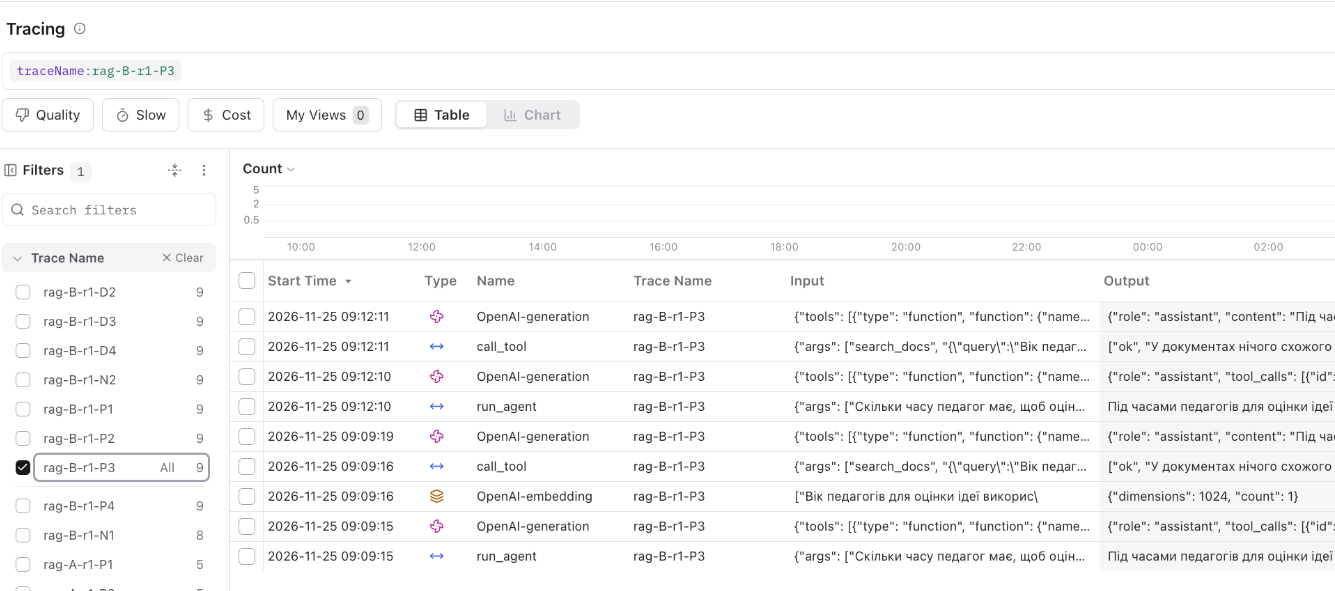 Tracing
traceName:rag-B-r1-P3
Quality Slow $ Cost My Views 0 Table Chart
Filters 1
Search filters
Trace Name × Clear
rag-B-r1-D2 9
rag-B-r1-D3 9
rag-B-r1-D4 9
rag-B-r1-N2 9
rag-B-r1-P1 9
rag-B-r1-P2 9
rag-B-r1-P3 All 9
rag-B-r1-P4 9
rag-B-r1-N1 8
rag-A-r1-P1 5
Count
5
2
0.5
10:00 12:00 14:00 16:00 18:00 20:00 22:00 00:00 02:00
Start Time Type Name Trace Name Input Output
2026-11-25 09:12:11 OpenAI-generation rag-B-r1-P3 {"tools": [{"type": "function", "function": {"name... {"role": "assistant", "content": "Під ча
2026-11-25 09:12:11 call_tool rag-B-r1-P3 {"args": ["search_docs", "{\"query\":\"Вік педаг... ["ok", "У документах нічого схожого
2026-11-25 09:12:10 OpenAI-generation rag-B-r1-P3 {"tools": [{"type": "function", "function": {"name... {"role": "assistant", "tool_calls": [{"id":
2026-11-25 09:12:10 run_agent rag-B-r1-P3 {"args": ["Скільки часу педагог має, щоб оцін... Під часами педагогів для оцінки ідеї
2026-11-25 09:09:19 OpenAI-generation rag-B-r1-P3 {"tools": [{"type": "function", "function": {"name... {"role": "assistant", "content": "Під ча
2026-11-25 09:09:16 call_tool rag-B-r1-P3 {"args": ["search_docs", "{\"query\":\"Вік педаг... ["ok", "У документах нічого схожого
2026-11-25 09:09:16 OpenAI-embedding rag-B-r1-P3 ["Вік педагогів для оцінки ідеї викорис\ {"dimensions": 1024, "count": 1}
2026-11-25 09:09:15 OpenAI-generation rag-B-r1-P3 {"tools": [{"type": "function", "function": {"name... {"role": "assistant", "tool_calls": [{"id":
2026-11-25 09:09:15 run_agent rag-B-r1-P3 {"args": ["Скільки часу педагог має, щоб оцін... Під часами педагогів для оцінки ідеї